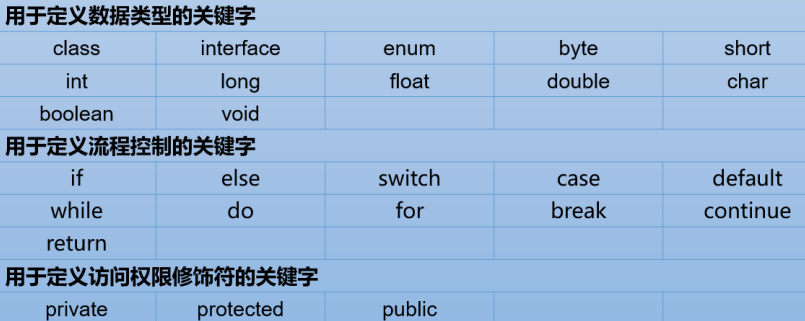 用于定义数据类型的关键字
class interface enum byte short
int long float double char
boolean void
用于定义流程控制的关键字
if else switch case default
while do for break continue
return
用于定义访问权限修饰符的关键字
private protected public